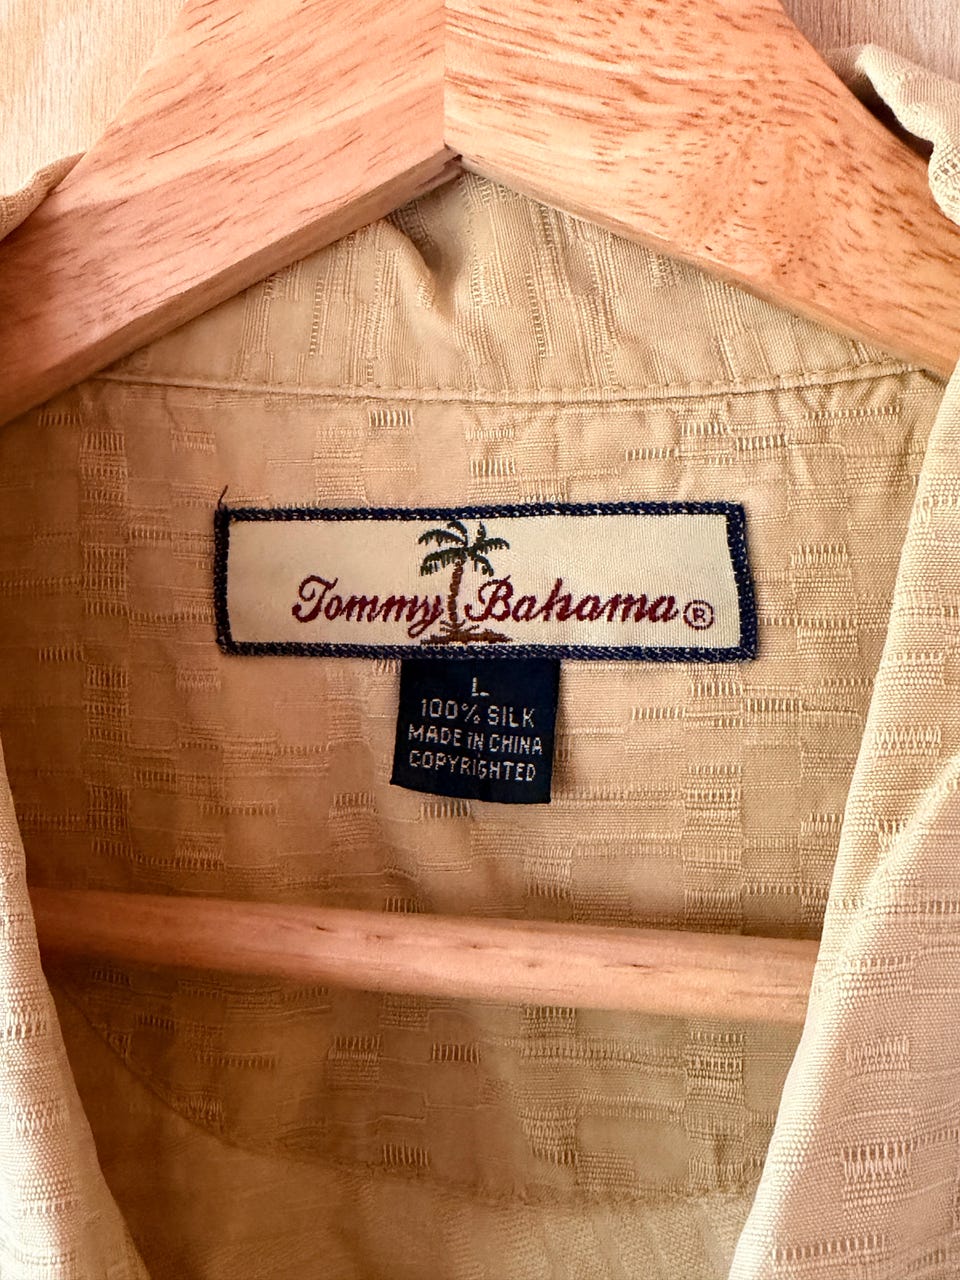 Tommy Bahama®
L
100% SILK
MADE IN CHINA
COPYRIGHTED